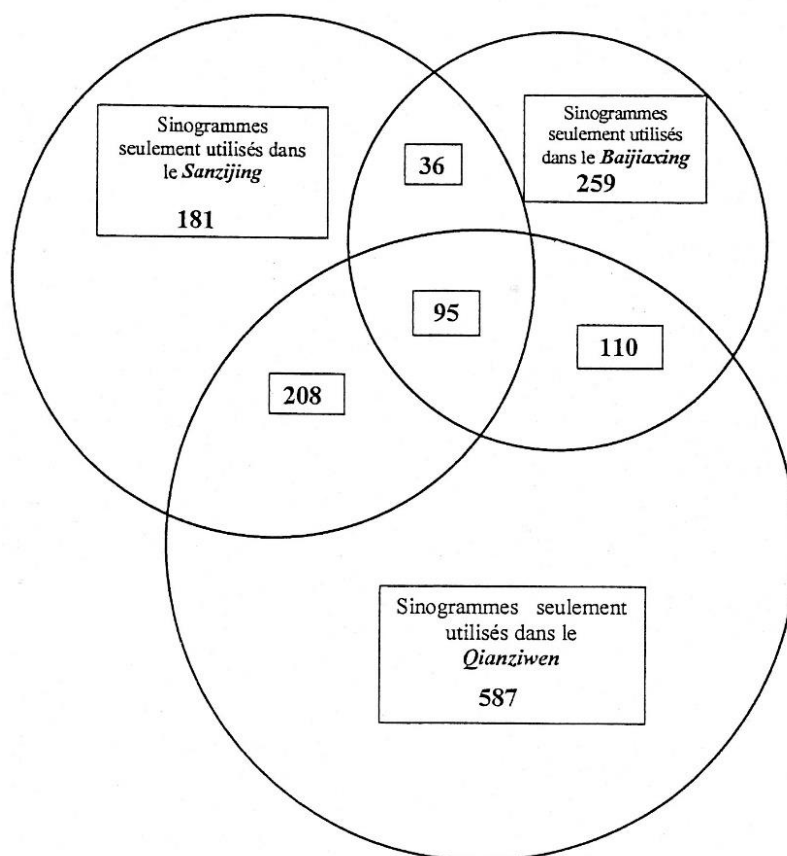 Sinogrammes
seulement utilisés dans
le Sanzijing
181
36
Sinogrammes
seulement utilisés
dans le Baijiaxing
259
95
110
208
Sinogrammes seulement
utilisés dans le
Qianziwen
587